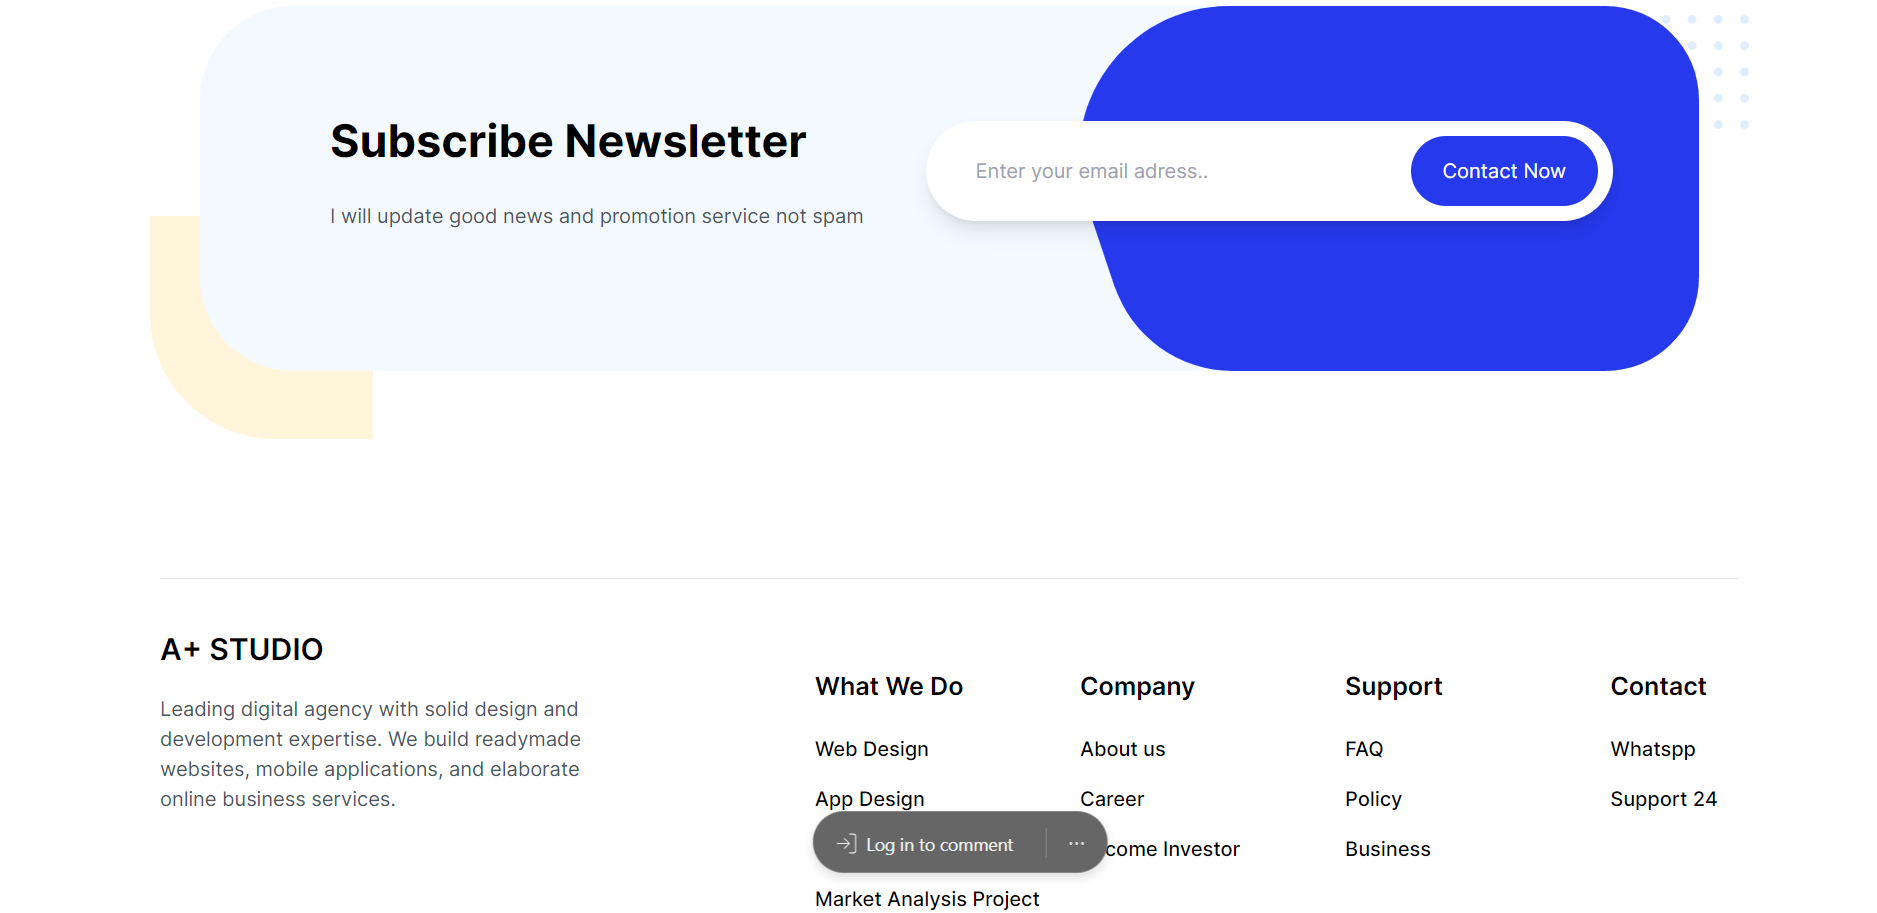 Subscribe Newsletter
I will update good news and promotion service not spam
Enter your email adress..
Contact Now
A+ STUDIO
Leading digital agency with solid design and
development expertise. We build readymade
websites, mobile applications, and elaborate
online business services.
What We Do
Web Design
App Design
Market Analysis Project
Company
About us
Career
Investor
Support
FAQ
Policy
Business
Contact
Whatspp
Support 24
Log in to comment